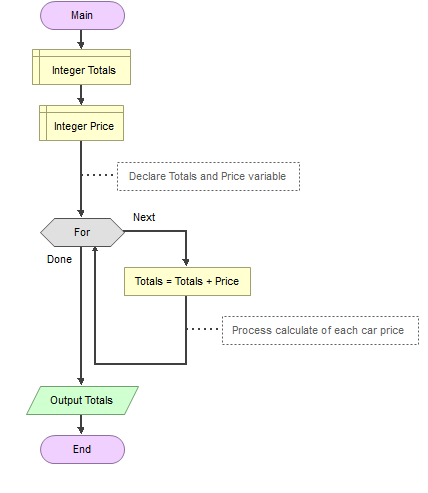 Main
Integer Totals
Integer Price
Declare Totals and Price variable
For
Next
Done
Totals = Totals + Price
Process calculate of each car price
Output Totals
End